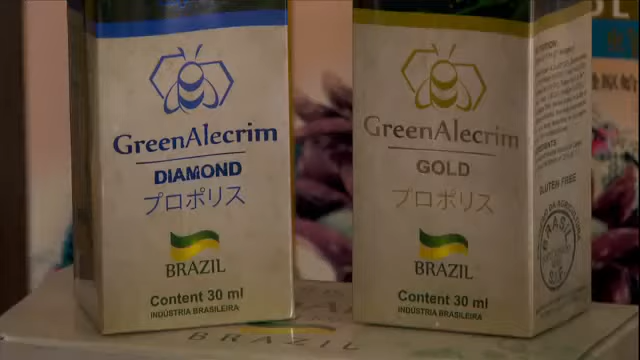 GreenAlecrim
DIAMOND
プロポリス
BRAZIL
Content 30 ml
INDÚSTRIA BRASILEIRA
GreenAlecrim
GOLD
プロポリス
BRAZIL
Content 30 ml
INDÚSTRIA BRASILEIRA
GLUTEN FREE
BRASIL
S.I.F.
BRAZIL